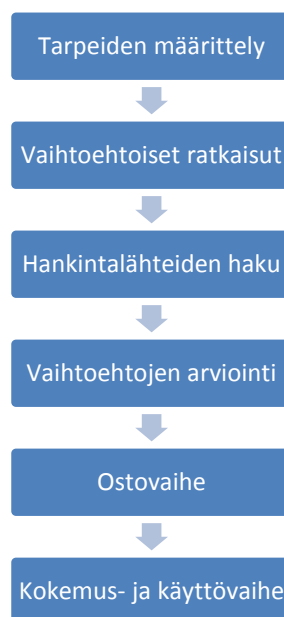 Tarpeiden määrittely
Vaihtoehtoiset ratkaisut
Hankintalähteiden haku
Vaihtoehtojen arviointi
Ostovaihe
Kokemus- ja käyttövaihe